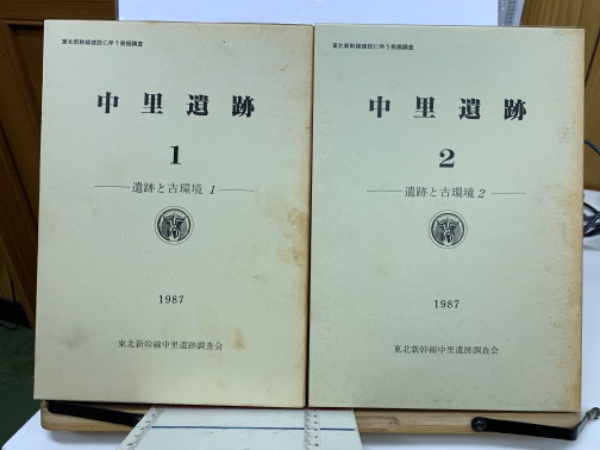 東北新幹線建設に伴う発掘調査
中里遺跡
1
遺跡と古環境 1
1987
東北新幹線中里遺跡調査会
東北新幹線建設に伴う発掘調査
中里遺跡
2
遺跡と古環境 2
1987
東北新幹線中里遺跡調査会